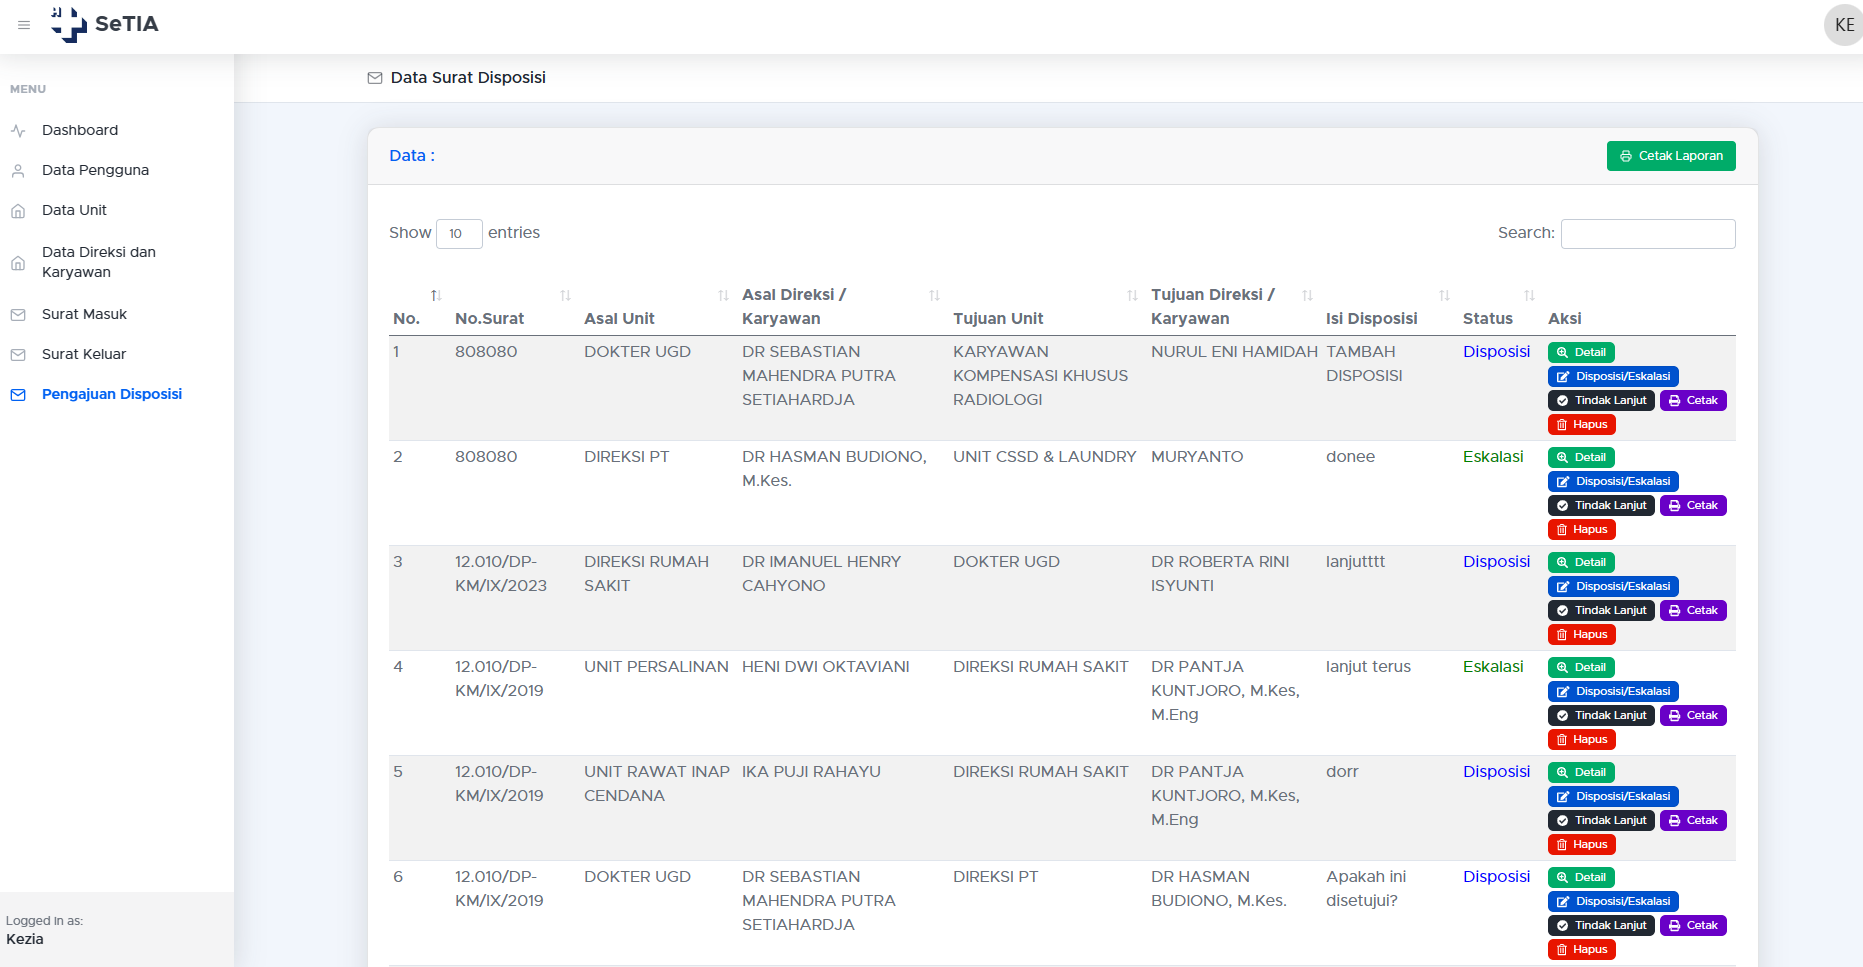 SeTIA
KE
MENU
Dashboard
Data Pengguna
Data Unit
Data Direksi dan
Karyawan
Surat Masuk
Surat Keluar
Pengajuan Disposisi
Logged in as:
Kezia
Data Surat Disposisi
Data :
Cetak Laporan
Show 10 entries
Search:
No. No.Surat Asal Unit Asal Direksi / Karyawan Tujuan Unit Tujuan Direksi / Karyawan Isi Disposisi Status Aksi
1 808080 DOKTER UGD DR SEBASTIAN MAHENDRA PUTRA SETIAHARDJA KARYAWAN KOMPENSASI KHUSUS RADIOLOGI NURUL ENI HAMIDAH TAMBAH DISPOSISI Disposisi
Detail
Disposisi/Eskalasi
Tindak Lanjut Cetak
Hapus
2 808080 DIREKSI PT DR HASMAN BUDIONO, M.Kes. UNIT CSSD & LAUNDRY MURYANTO donee Eskalasi
Detail
Disposisi/Eskalasi
Tindak Lanjut Cetak
Hapus
3 12.010/DP-KM/IX/2023 DIREKSI RUMAH SAKIT DR IMANUEL HENRY CAHYONO DOKTER UGD DR ROBERTA RINI ISYUNTI lanjutttt Disposisi
Detail
Disposisi/Eskalasi
Tindak Lanjut Cetak
Hapus
4 12.010/DP-KM/IX/2019 UNIT PERSALINAN HENI DWI OKTAVIANI DIREKSI RUMAH SAKIT DR PANTJA KUNTJORO, M.Kes, M.Eng lanjut terus Eskalasi
Detail
Disposisi/Eskalasi
Tindak Lanjut Cetak
Hapus
5 12.010/DP-KM/IX/2019 UNIT RAWAT INAP CENDANA IKA PUJI RAHAYU DIREKSI RUMAH SAKIT DR PANTJA KUNTJORO, M.Kes, M.Eng dorr Disposisi
Detail
Disposisi/Eskalasi
Tindak Lanjut Cetak
Hapus
6 12.010/DP-KM/IX/2019 DOKTER UGD DR SEBASTIAN MAHENDRA PUTRA SETIAHARDJA DIREKSI PT DR HASMAN BUDIONO, M.Kes. Apakah ini disetujui? Disposisi
Detail
Disposisi/Eskalasi
Tindak Lanjut Cetak
Hapus